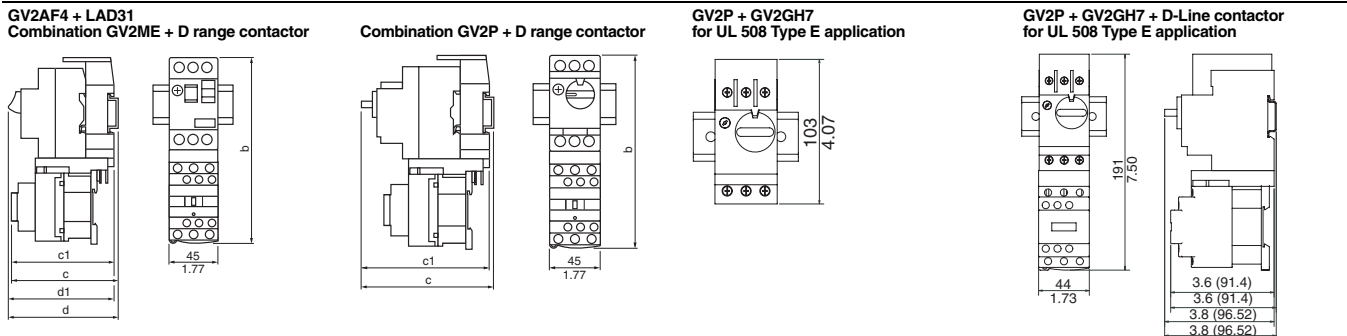 GV2AF4 + LAD31
Combination GV2ME + D range contactor
b
45
1.77
c1
c
d1
d
Combination GV2P + D range contactor
b
45
1.77
c1
c
GV2P + GV2GH7
for UL 508 Type E application
103
4.07
GV2P + GV2GH7 + D-Line contactor
for UL 508 Type E application
191
7.50
44
1.73
3.6 (91.4)
3.6 (91.4)
3.8 (96.52)
3.8 (96.52)